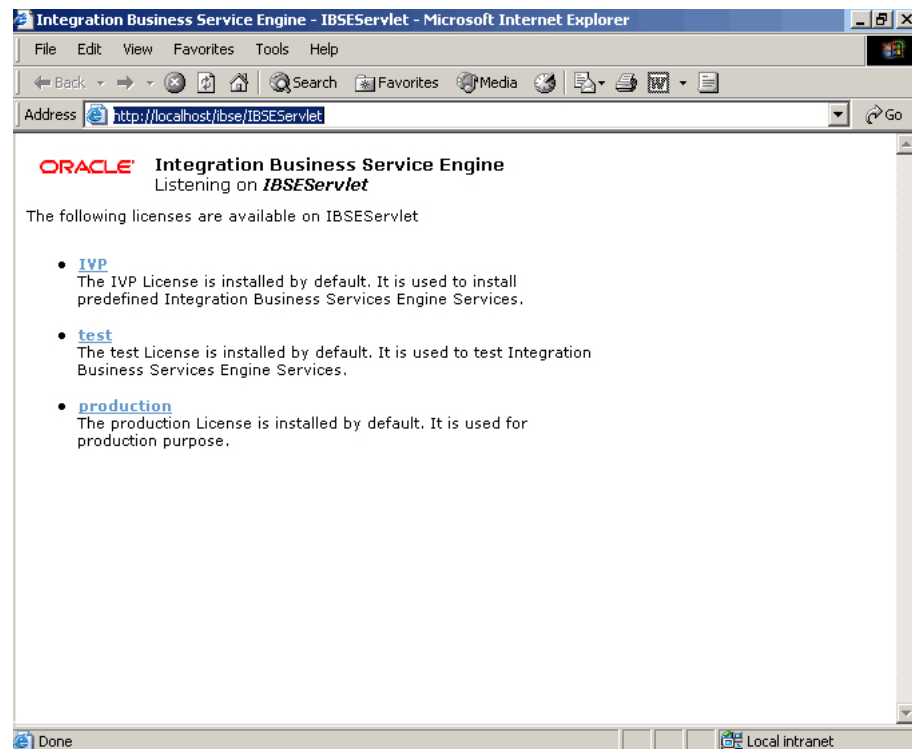 Integration Business Service Engine - IBSEServlet - Microsoft Internet Explorer
File Edit View Favorites Tools Help
Back Search Favorites Media
Address http://localhost/ibse/IBSEServlet Go
ORACLE Integration Business Service Engine
Listening on IBSEServlet
The following licenses are available on IBSEServlet
IVP
The IVP License is installed by default. It is used to install
predefined Integration Business Services Engine Services.
test
The test License is installed by default. It is used to test Integration
Business Services Engine Services.
production
The production License is installed by default. It is used for
production purpose.
Done Local intranet